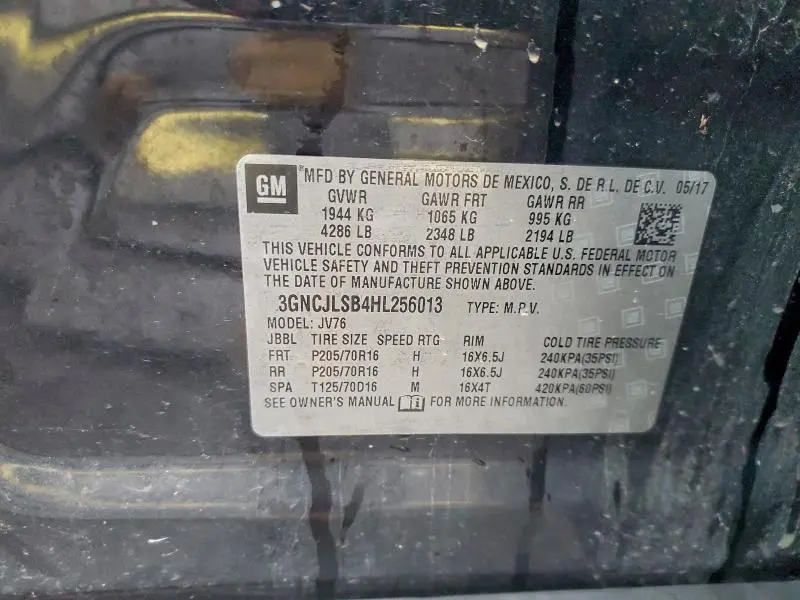 GM
® MFD BY GENERAL MOTORS DE MEXICO, S. DE R.L. DE C.V. 05/17
GVWR GAWR FRT GAWR RR
1944 KG 1065 KG 995 KG
4286 LB 2348 LB 2194 LB
THIS VEHICLE CONFORMS TO ALL APPLICABLE U.S. FEDERAL MOTOR
VEHICLE SAFETY AND THEFT PREVENTION STANDARDS IN EFFECT ON
THE DATE OF MANUFACTURE SHOWN ABOVE.
3GNCJLSB4HL256013 TYPE: M.P.V.
MODEL: JV76
JBBL TIRE SIZE SPEED RTG RIM COLD TIRE PRESSURE
FRT P205/70R16 H 16X6.5J 240KPA(35PSI)
RR P205/70R16 H 16X6.5J 240KPA(35PSI)
SPA T125/70D16 M 16X4T 420KPA(60PSI)
SEE OWNER'S MANUAL FOR MORE INFORMATION.